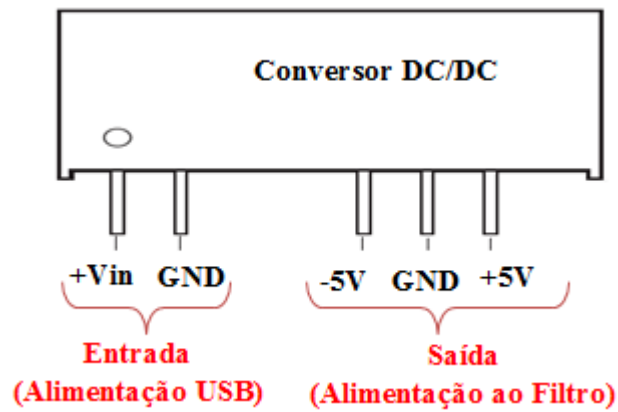 Conversor DC/DC
+Vin GND -5V GND +5V
Entrada
(Alimentação USB)
Saída
(Alimentação ao Filtro)